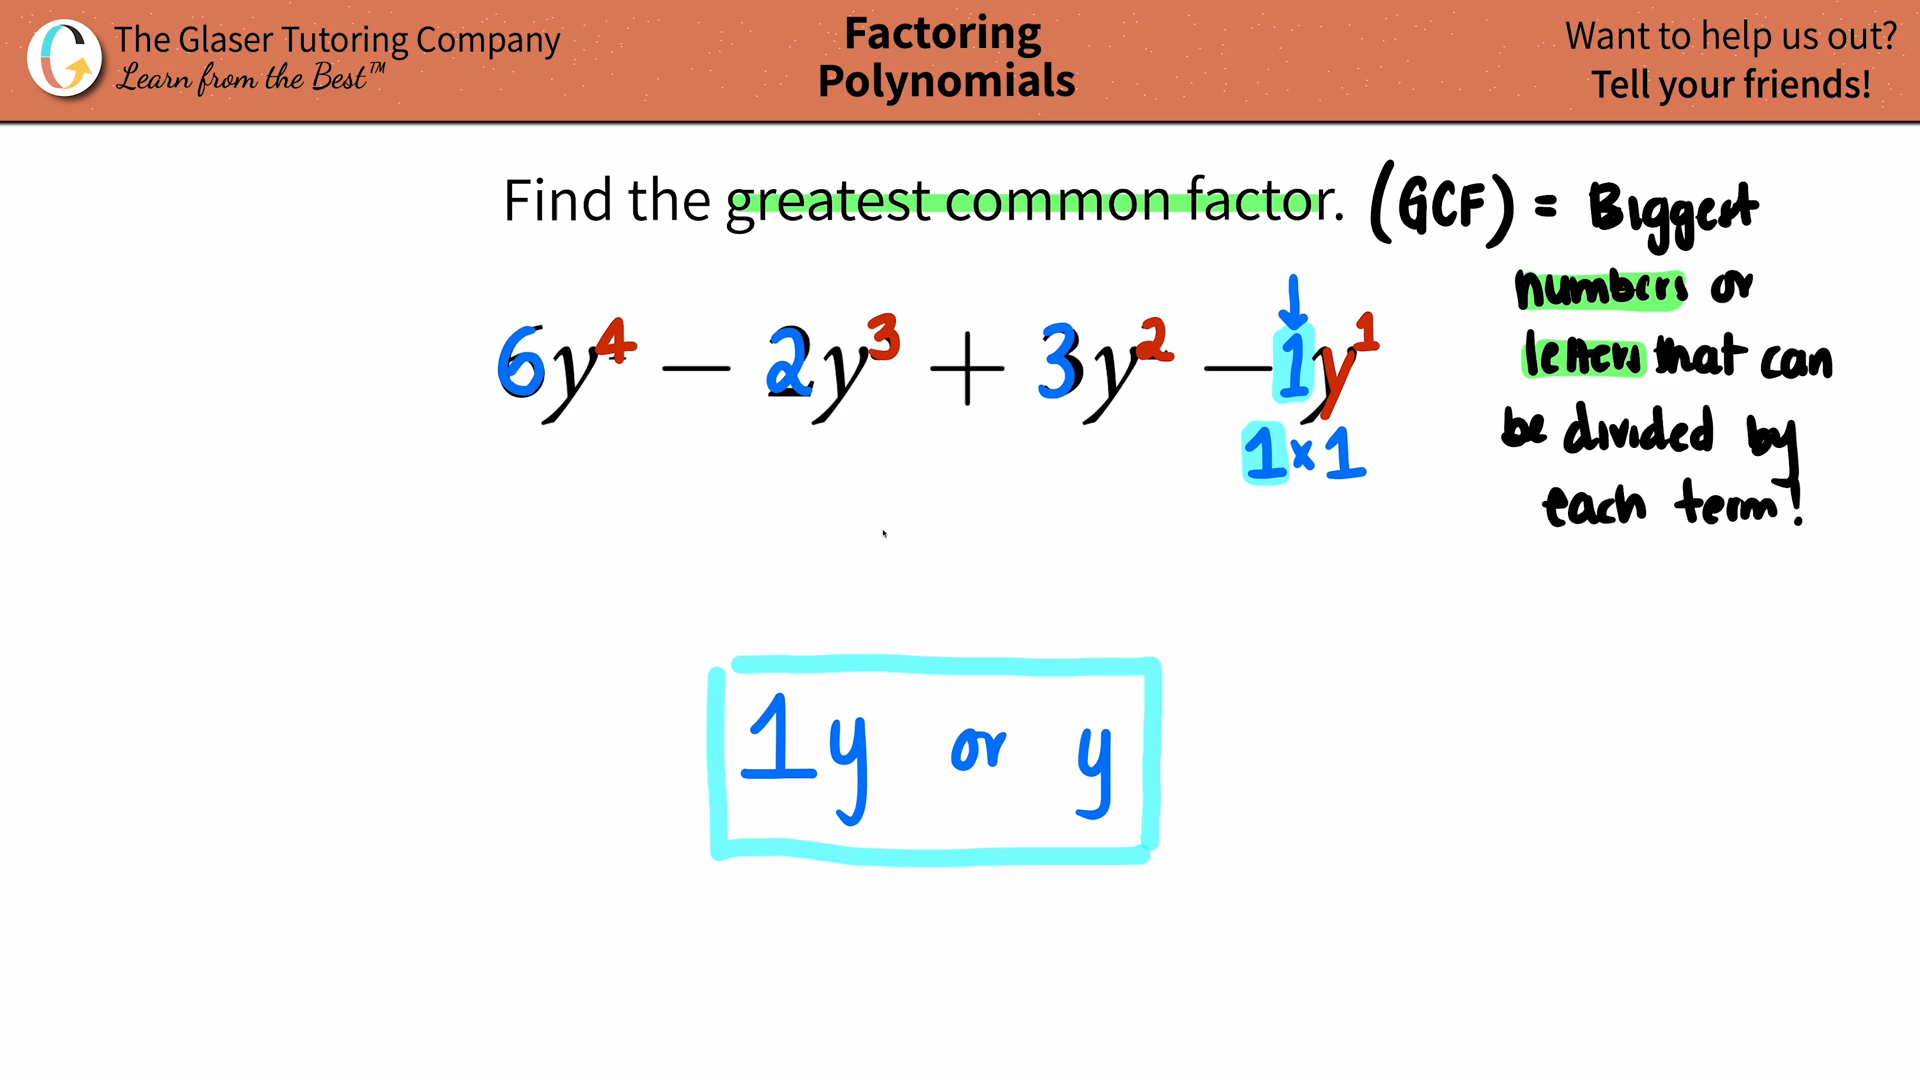 The Glaser Tutoring Company
Learn from the Best™
Factoring
Polynomials
Want to help us out?
Tell your friends!
Find the greatest common factor. (GCF) = Biggest
numbers or
letters that can
be divided by
each term!
6y⁴ − 2y³ + 3y² − 1y¹
1 × 1
1y or y